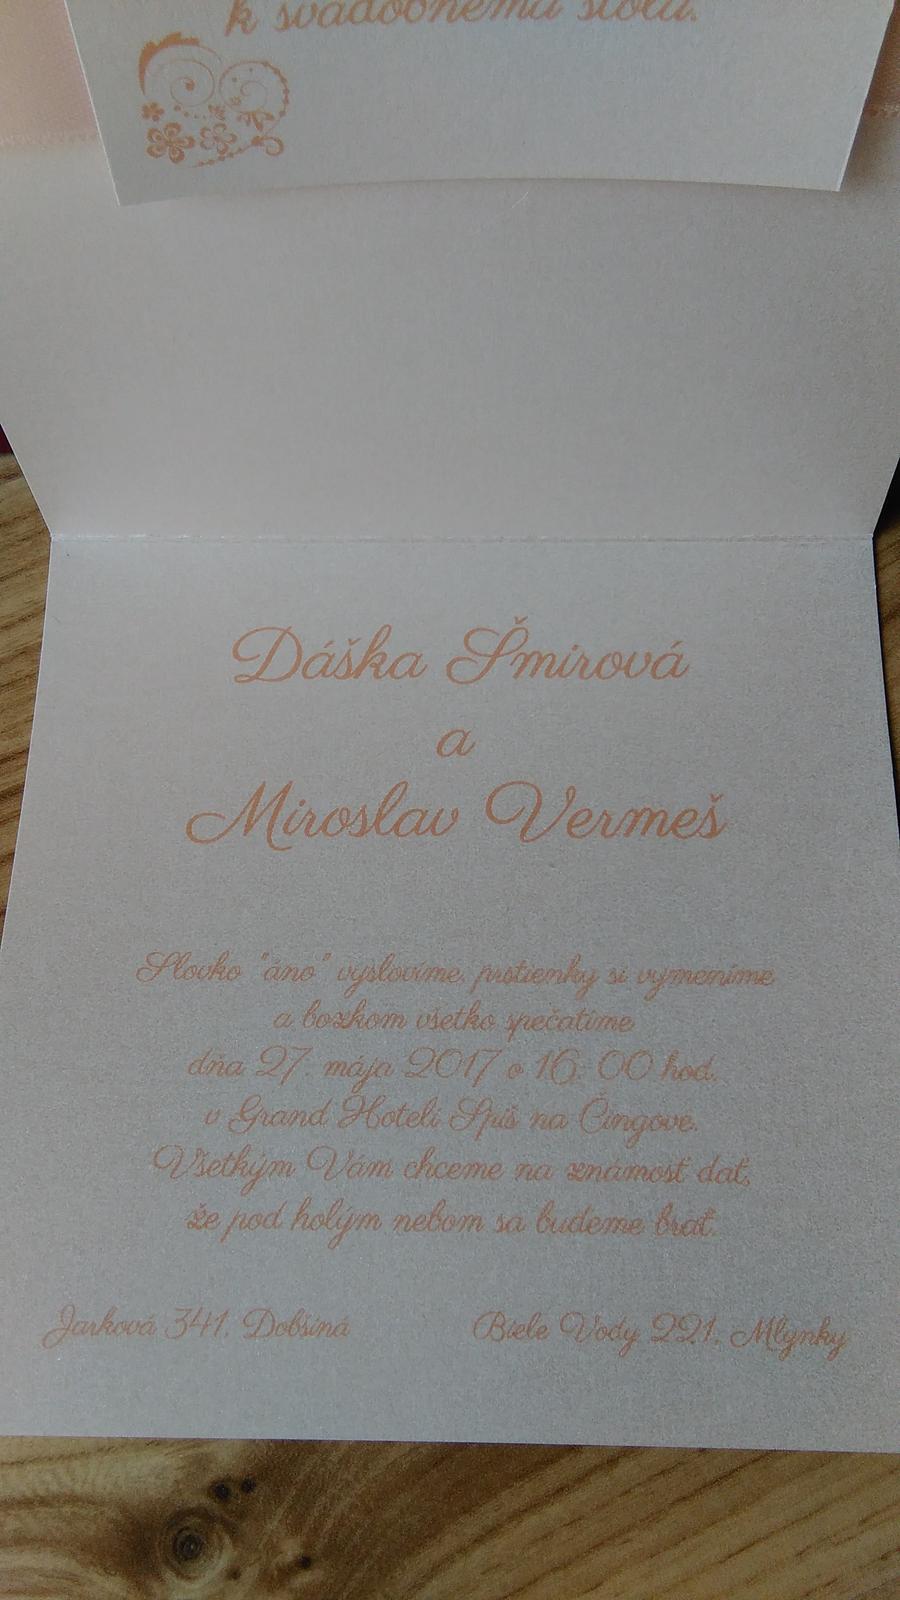 k svadobnému stolu.
Dáška Šmirová
a
Miroslav Vermeš
Slovko "áno" vyslovíme, prstienky si vymeníme
a bozkom všetko spečatíme
dňa 27. mája 2017 o 16. 00 hod.
v Grand Hoteli Spiš na Čingove.
Všetkým Vám chceme na známosť dať,
že pod holým nebom sa budeme brať.
Jarková 341, Dobšiná
Biele Vody 221, Mlynky